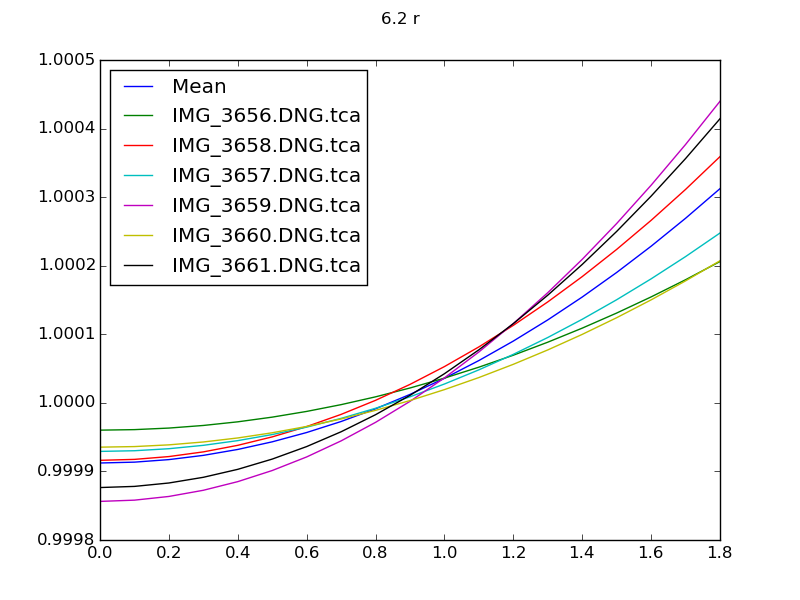 6.2 r
1.0005
1.0004
1.0003
1.0002
1.0001
1.0000
0.9999
0.9998
Mean
IMG_3656.DNG.tca
IMG_3658.DNG.tca
IMG_3657.DNG.tca
IMG_3659.DNG.tca
IMG_3660.DNG.tca
IMG_3661.DNG.tca
0.0 0.2 0.4 0.6 0.8 1.0 1.2 1.4 1.6 1.8